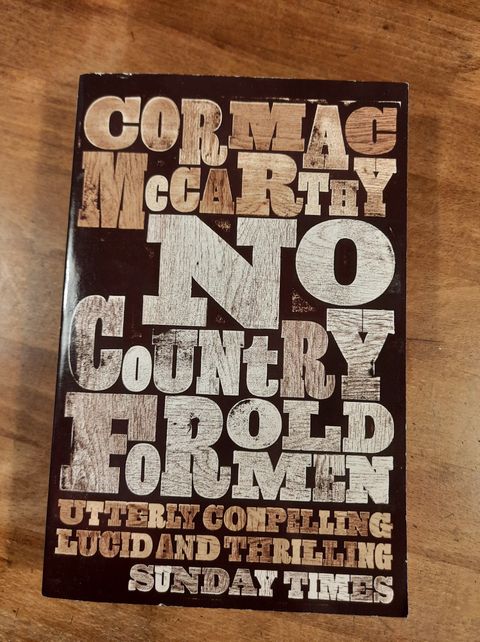 CORMAC
McCARTHY
NO
COUNtRY
FOR OLD
MEN
UTTERLY COMPELLING
LUCID AND THRILLING
SUNDAY TIMES